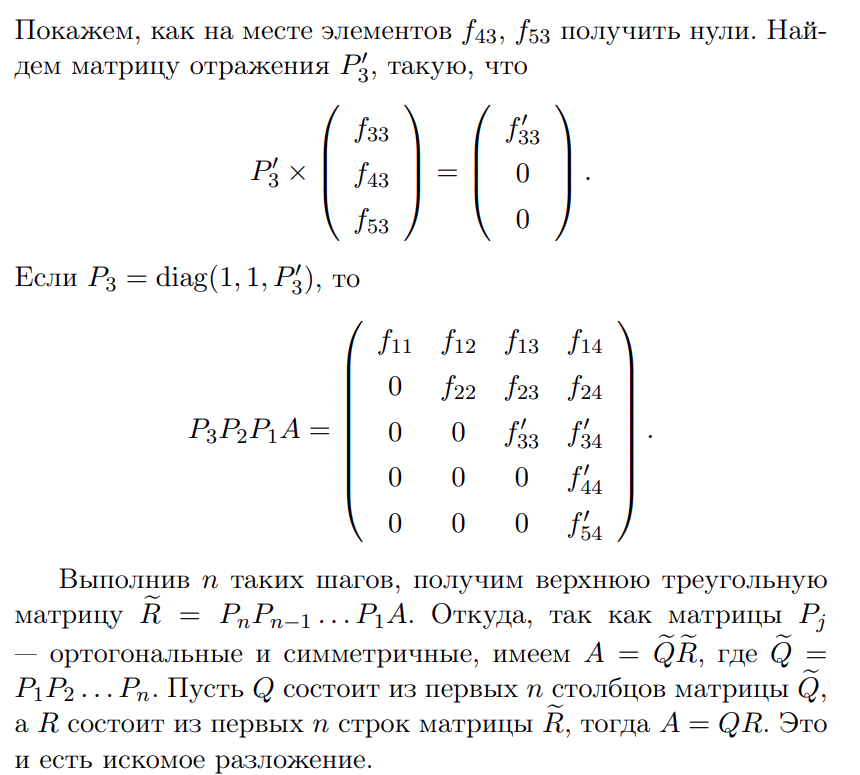 Покажем, как на месте элементов f₄₃, f₅₃ получить нули. Най-
дем матрицу отражения P′₃, такую, что
P′₃ × ( f₃₃ f₄₃ f₅₃ ) = ( f′₃₃ 0 0 ) .
Если P₃ = diag(1, 1, P′₃), то
f₁₁ f₁₂ f₁₃ f₁₄
0 f₂₂ f₂₃ f₂₄
P₃P₂P₁A = ( 0 0 f′₃₃ f′₃₄ ) .
0 0 0 f′₄₄
0 0 0 f′₅₄
Выполнив n таких шагов, получим верхнюю треугольную
матрицу R̃ = PₙPₙ₋₁ … P₁A. Откуда, так как матрицы Pⱼ
— ортогональные и симметричные, имеем A = Q̃R̃, где Q̃ =
P₁P₂ … Pₙ. Пусть Q состоит из первых n столбцов матрицы Q̃,
а R состоит из первых n строк матрицы R̃, тогда A = QR. Это
и есть искомое разложение.